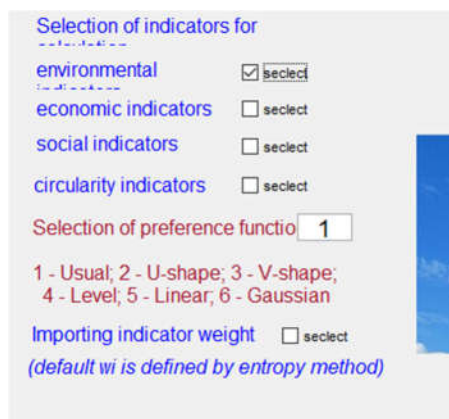 Selection of indicators for
environmental seclect
economic indicators seclect
social indicators seclect
circularity indicators seclect
Selection of preference functio 1
1 - Usual; 2 - U-shape; 3 - V-shape;
4 - Level; 5 - Linear; 6 - Gaussian
Importing indicator weight seclect
(default wi is defined by entropy method)